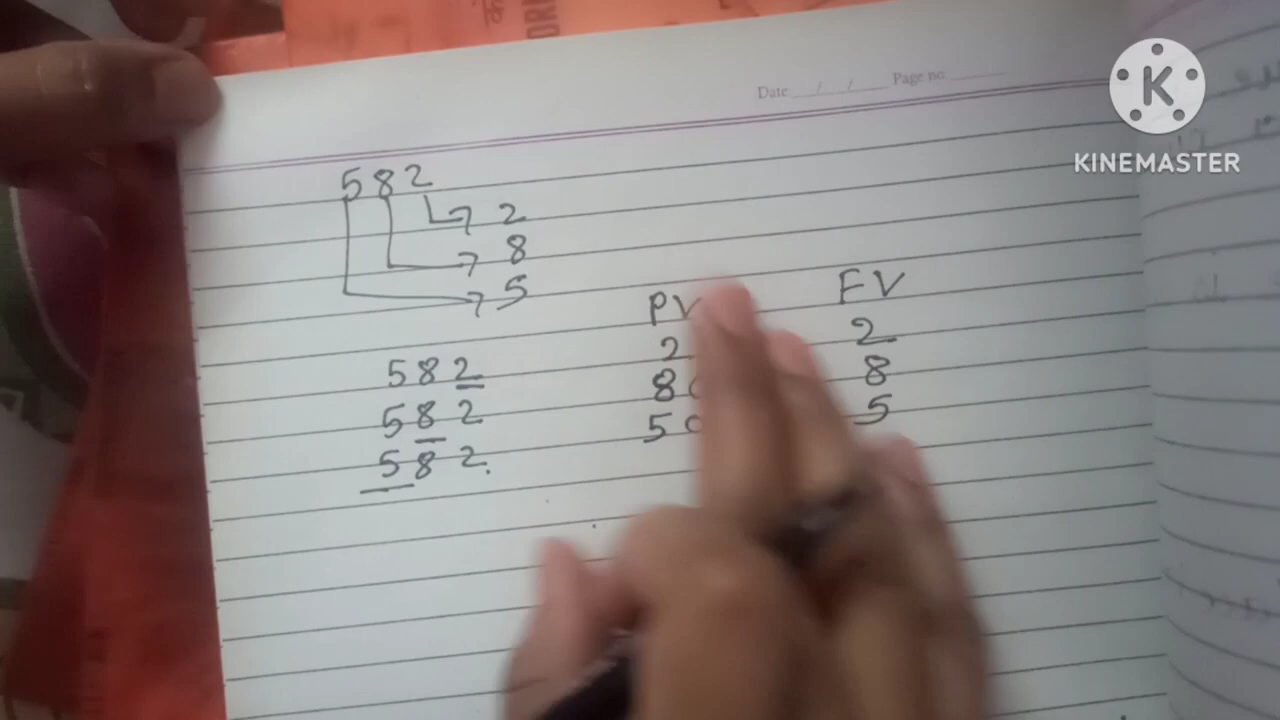 Date / / Page no.
K
KINEMASTER
582
2
8
5
PV FV
582 2 2
582 8 8
582. 5 5